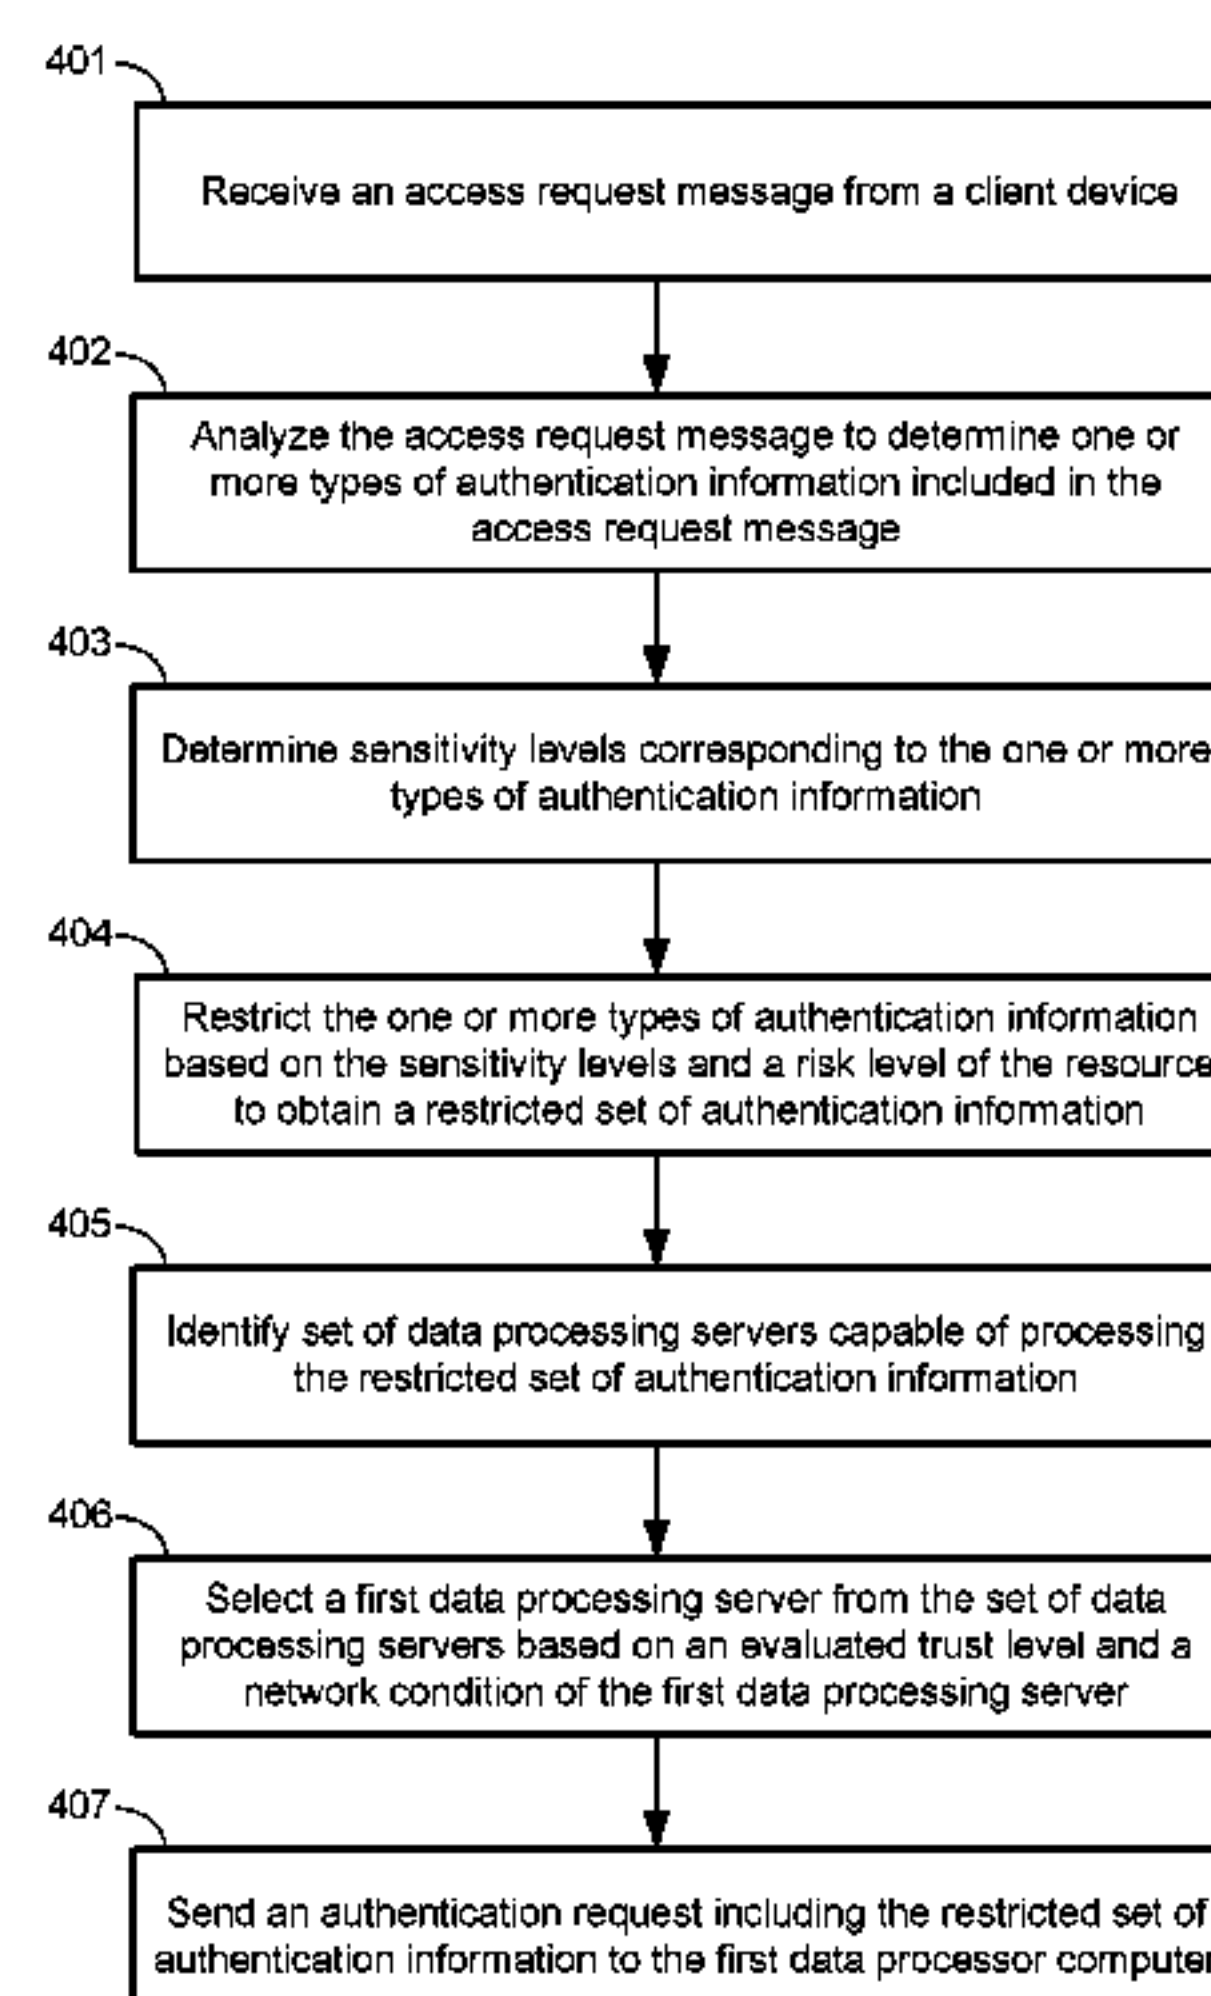 401
Receive an access request message from a client device
402
Analyze the access request message to determine one or
more types of authentication information included in the
access request message
403
Determine sensitivity levels corresponding to the one or more
types of authentication information
404
Restrict the one or more types of authentication information
based on the sensitivity levels and a risk level of the resource
to obtain a restricted set of authentication information
405
Identify set of data processing servers capable of processing
the restricted set of authentication information
406
Select a first data processing server from the set of data
processing servers based on an evaluated trust level and a
network condition of the first data processing server
407
Send an authentication request including the restricted set of
authentication information to the first data processor computer